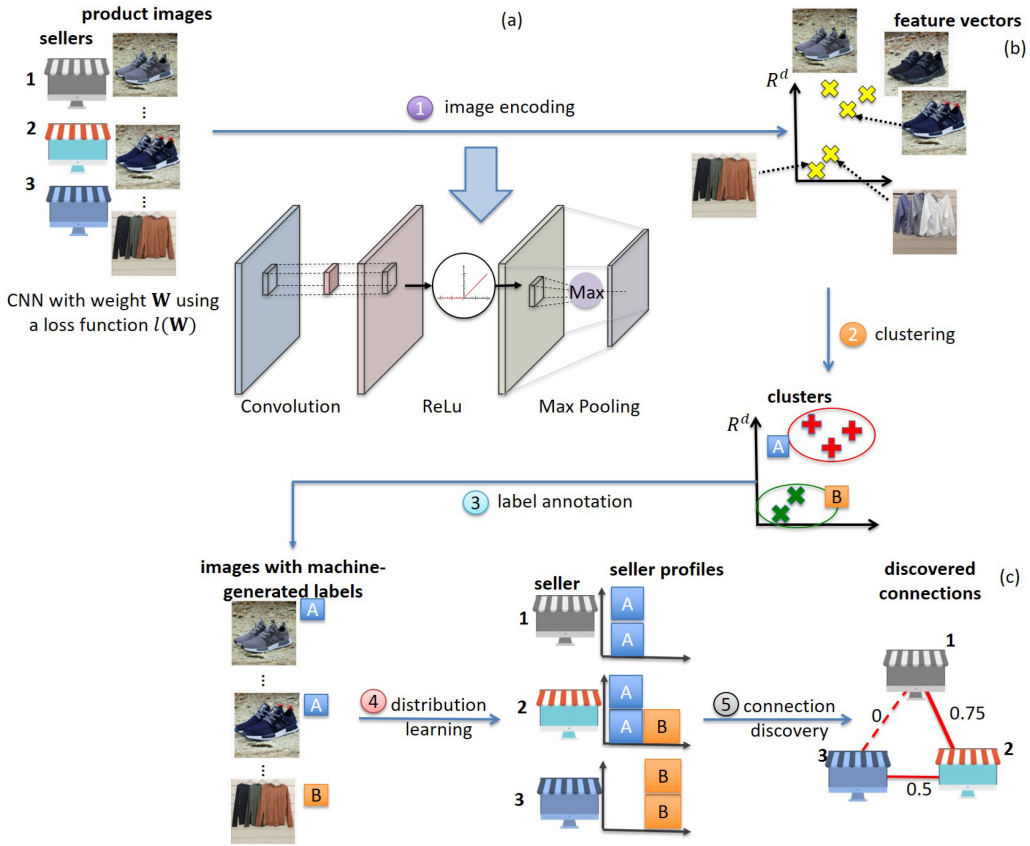 product images
sellers
1
2
3
(a)
1 image encoding
feature vectors
(b)
R^d
CNN with weight W using
a loss function l(W)
Max
Convolution
ReLu
Max Pooling
2 clustering
clusters
R^d
A
B
3 label annotation
images with machine-
generated labels
A
A
B
4 distribution
learning
seller
seller profiles
1
A
A
2
A
A B
3
B
B
5 connection
discovery
discovered
connections
(c)
1
0
0.75
3
2
0.5